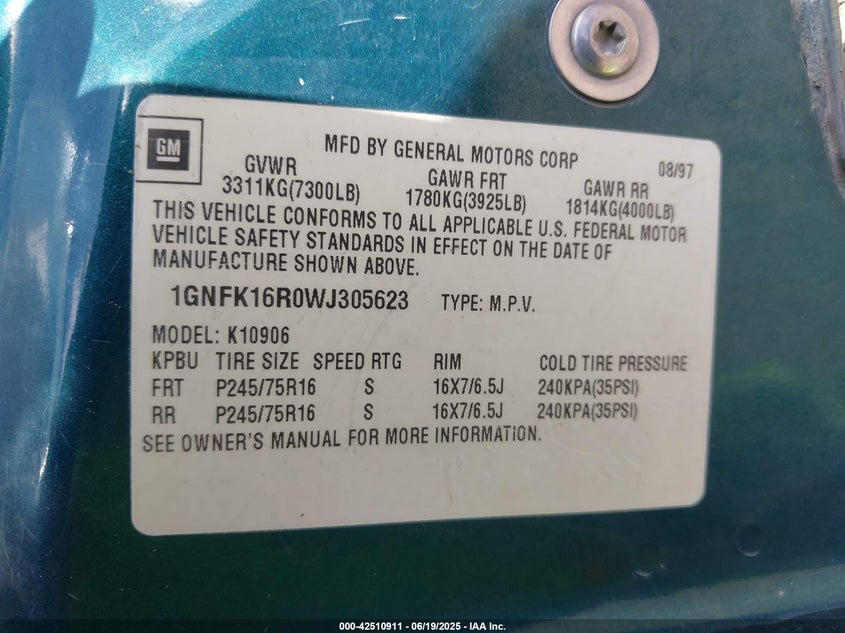 GM
MFD BY GENERAL MOTORS CORP 08/97
GVWR GAWR FRT GAWR RR
3311KG(7300LB) 1780KG(3925LB) 1814KG(4000LB)
THIS VEHICLE CONFORMS TO ALL APPLICABLE U.S. FEDERAL MOTOR
VEHICLE SAFETY STANDARDS IN EFFECT ON THE DATE OF
MANUFACTURE SHOWN ABOVE.
1GNFK16R0WJ305623 TYPE: M.P.V.
MODEL: K10906
KPBU TIRE SIZE SPEED RTG RIM COLD TIRE PRESSURE
FRT P245/75R16 S 16X7/6.5J 240KPA(35PSI)
RR P245/75R16 S 16X7/6.5J 240KPA(35PSI)
SEE OWNER'S MANUAL FOR MORE INFORMATION.
000-42510911 - 06/19/2025 - IAA Inc.